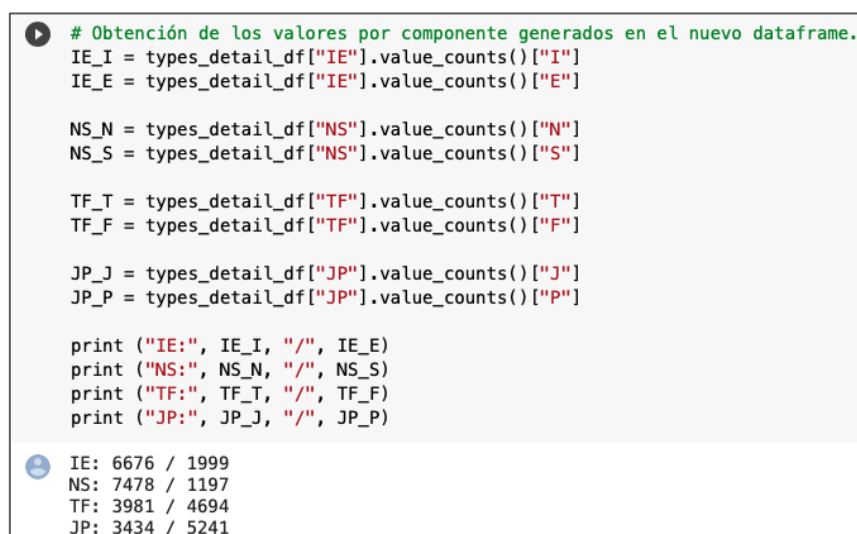 # Obtención de los valores por componente generados en el nuevo dataframe.
IE_I = types_detail_df["IE"].value_counts()["I"]
IE_E = types_detail_df["IE"].value_counts()["E"]
NS_N = types_detail_df["NS"].value_counts()["N"]
NS_S = types_detail_df["NS"].value_counts()["S"]
TF_T = types_detail_df["TF"].value_counts()["T"]
TF_F = types_detail_df["TF"].value_counts()["F"]
JP_J = types_detail_df["JP"].value_counts()["J"]
JP_P = types_detail_df["JP"].value_counts()["P"]
print ("IE:", IE_I, "/", IE_E)
print ("NS:", NS_N, "/", NS_S)
print ("TF:", TF_T, "/", TF_F)
print ("JP:", JP_J, "/", JP_P)
IE: 6676 / 1999
NS: 7478 / 1197
TF: 3981 / 4694
JP: 3434 / 5241